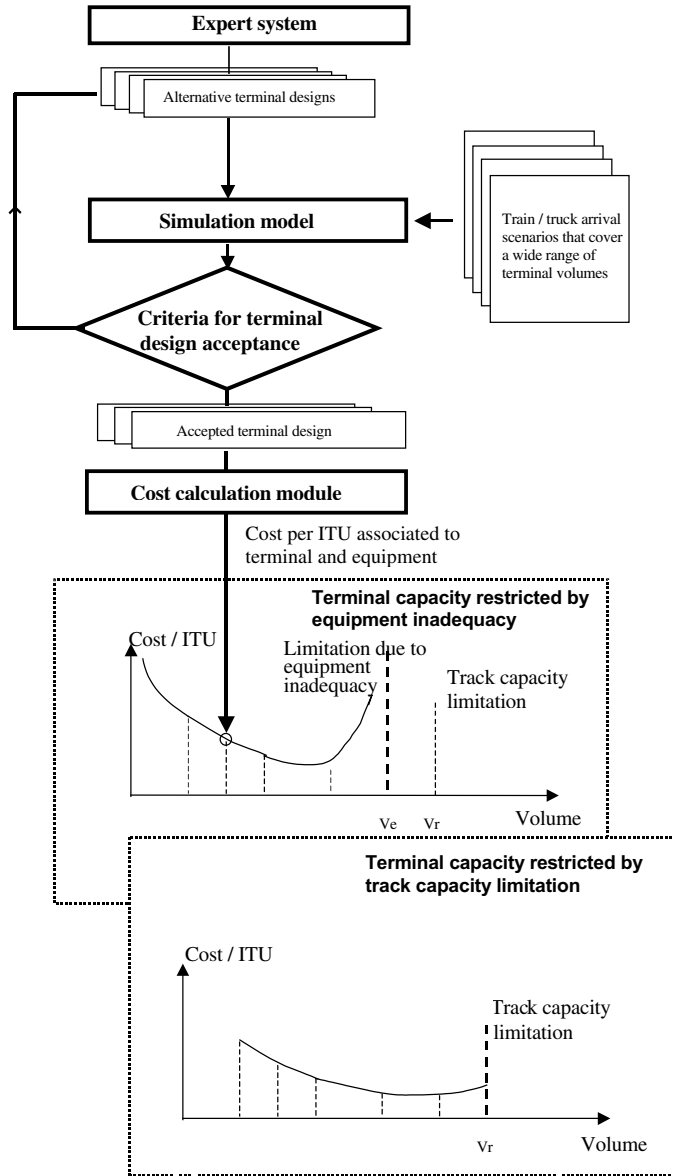 Expert system
Alternative terminal designs
Simulation model
Train / truck arrival
scenarios that cover
a wide range of
terminal volumes
Criteria for terminal
design acceptance
Accepted terminal design
Cost calculation module
Cost per ITU associated to
terminal and equipment
Terminal capacity restricted by
equipment inadequacy
Cost / ITU
Limitation due to
equipment
inadequacy
Track capacity
limitation
Ve
Vr
Volume
Terminal capacity restricted by
track capacity limitation
Cost / ITU
Track capacity
limitation
Vr
Volume